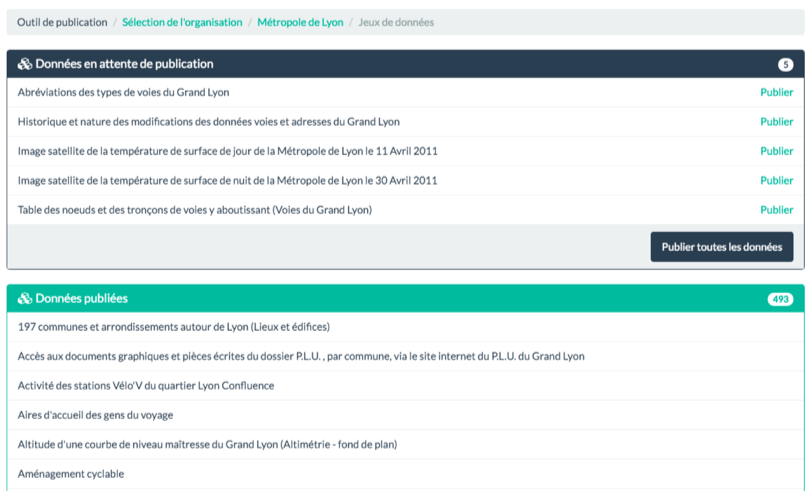 Outil de publication / Sélection de l'organisation / Métropole de Lyon / Jeux de données
Données en attente de publication 5
Abréviations des types de voies du Grand Lyon Publier
Historique et nature des modifications des données voies et adresses du Grand Lyon Publier
Image satellite de la température de surface de jour de la Métropole de Lyon le 11 Avril 2011 Publier
Image satellite de la température de surface de nuit de la Métropole de Lyon le 30 Avril 2011 Publier
Table des noeuds et des tronçons de voies y aboutissant (Voies du Grand Lyon) Publier
Publier toutes les données
Données publiées 493
197 communes et arrondissements autour de Lyon (Lieux et édifices)
Accès aux documents graphiques et pièces écrites du dossier P.L.U. , par commune, via le site internet du P.L.U. du Grand Lyon
Activité des stations Vélo'V du quartier Lyon Confluence
Aires d'accueil des gens du voyage
Altitude d'une courbe de niveau maîtresse du Grand Lyon (Altimétrie - fond de plan)
Aménagement cyclable